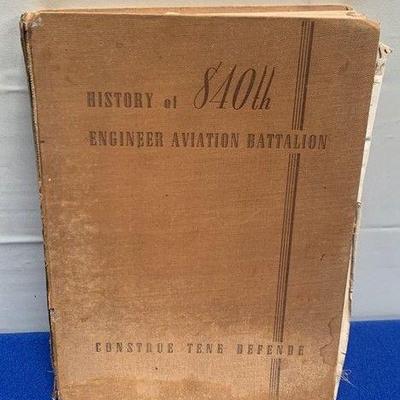 HISTORY of 840th
ENGINEER AVIATION BATTALION
CONSTRUE TENE DEFENDE